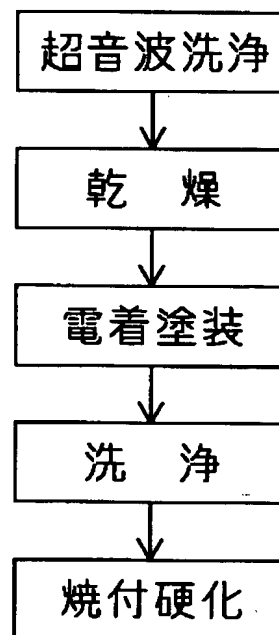 超音波洗浄
乾 燥
電着塗装
洗 浄
焼付硬化